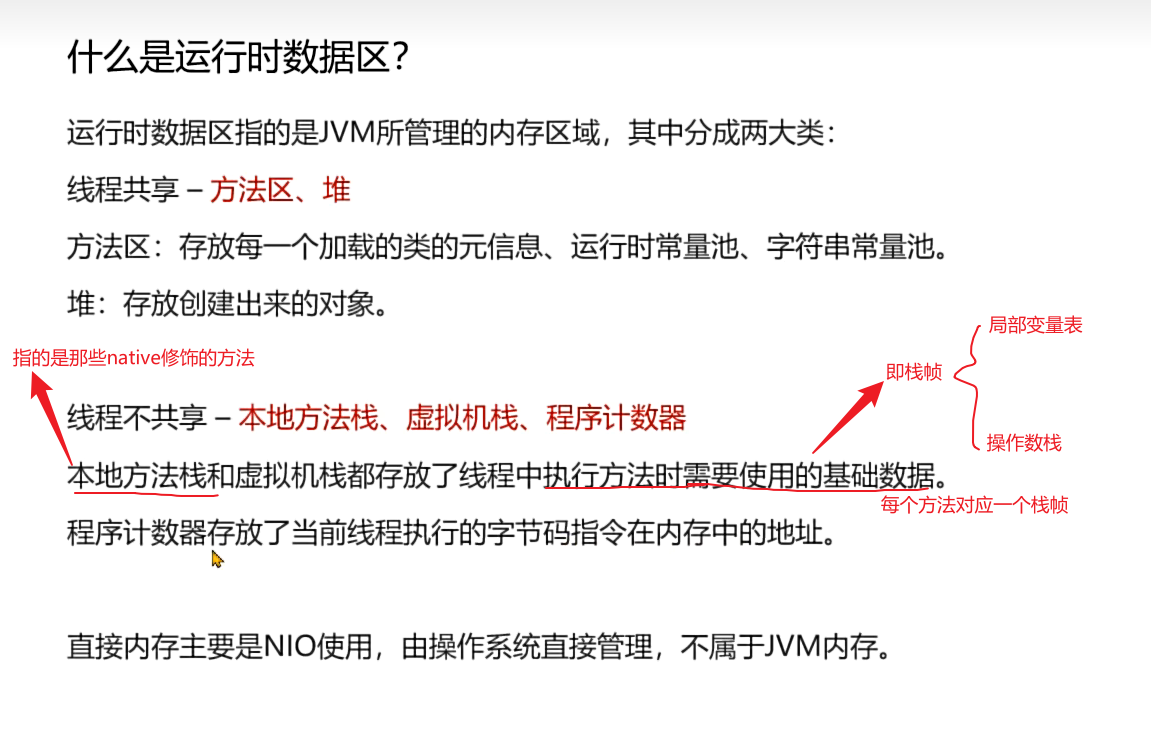 什么是运行时数据区？
运行时数据区指的是JVM所管理的内存区域，其中分成两大类：
线程共享 – 方法区、堆
方法区：存放每一个加载的类的元信息、运行时常量池、字符串常量池。
堆：存放创建出来的对象。
局部变量表
指的是那些native修饰的方法
即栈帧
线程不共享 – 本地方法栈、虚拟机栈、程序计数器
操作数栈
本地方法栈和虚拟机栈都存放了线程中执行方法时需要使用的基础数据。
每个方法对应一个栈帧
程序计数器存放了当前线程执行的字节码指令在内存中的地址。
直接内存主要是NIO使用，由操作系统直接管理，不属于JVM内存。